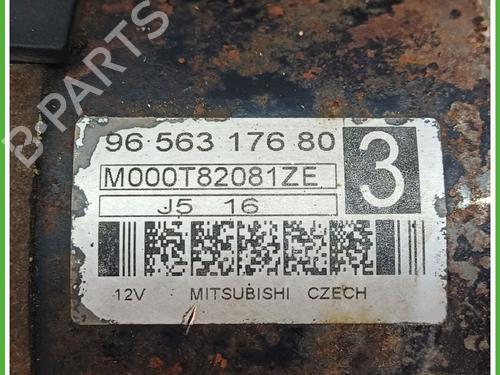 96 563 176 80
3
M000T82081ZE
J5 16
12V MITSUBISHI CZECH
B-PARTS